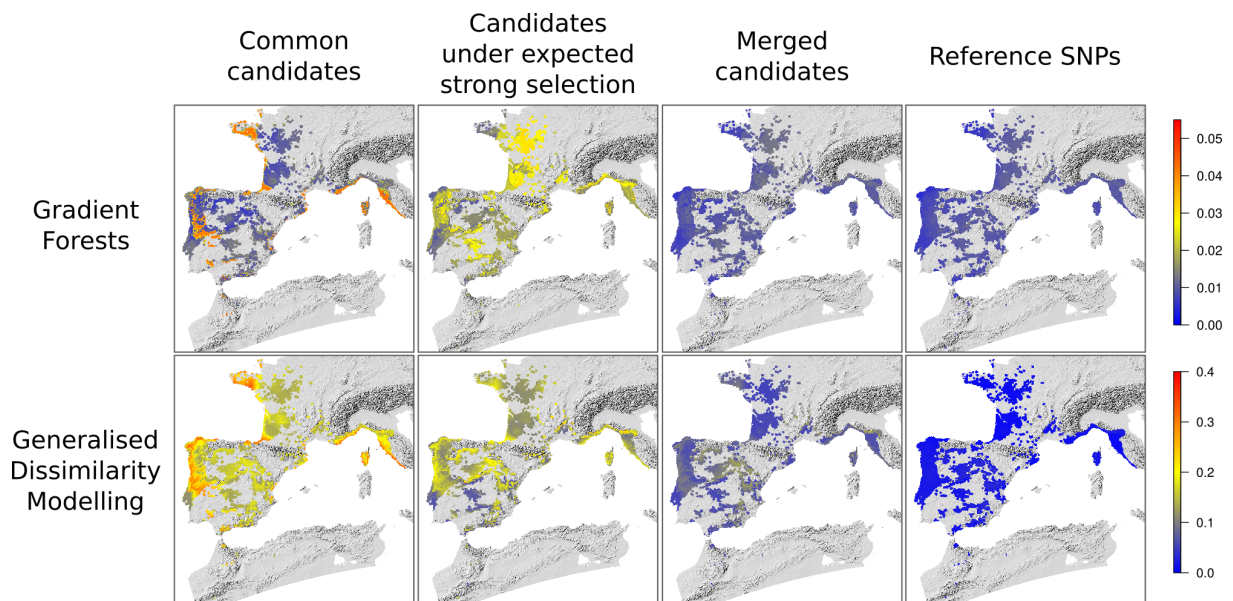 Common
candidates
Candidates
under expected
strong selection
Merged
candidates
Reference SNPs
Gradient
Forests
0.05
0.04
0.03
0.02
0.01
0.00
Generalised
Dissimilarity
Modelling
0.4
0.3
0.2
0.1
0.0